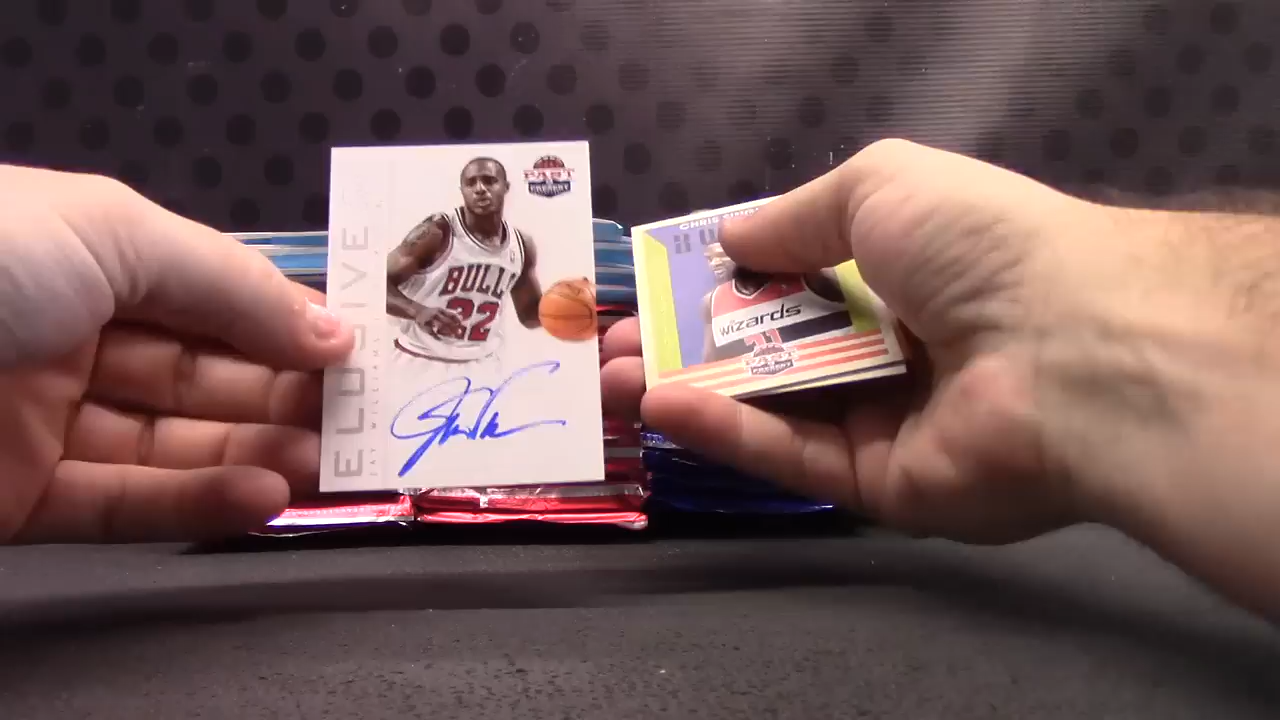 ELUSIVE
JAY WILLIAMS
PAST
PRESENT
BULLS
22
CHRIS
wizards
PAST
PRESENT